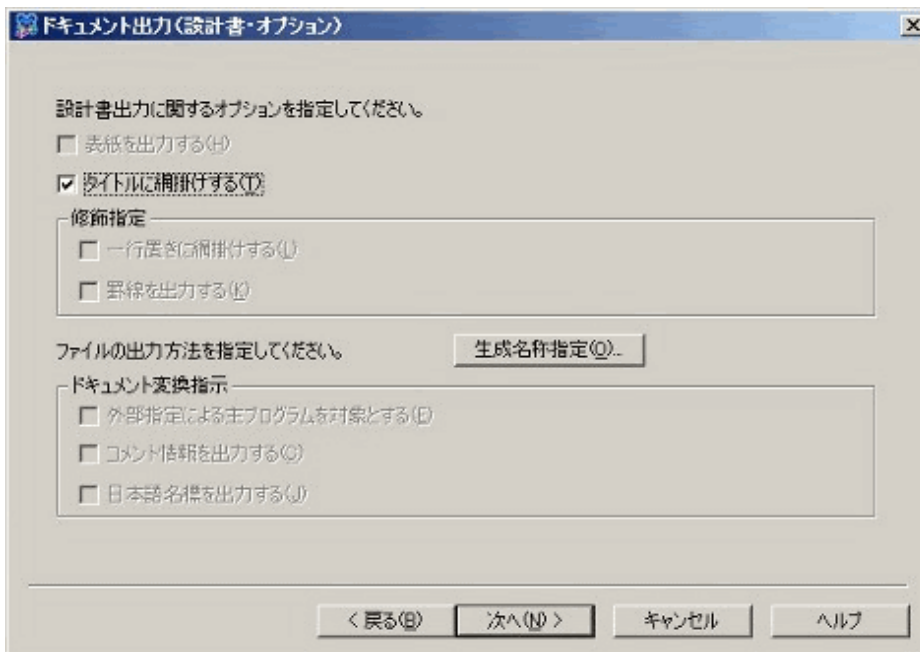 ドキュメント出力(設計書・オプション)
設計書出力に関するオプションを指定してください。
表紙を出力する(H)
タイトルに網掛けする(T)
修飾指定
一行置きに網掛けする(L)
罫線を出力する(K)
ファイルの出力方法を指定してください。
生成名称指定(O)...
ドキュメント変換指示
外部指定による主プログラムを対象とする(E)
コメント情報を出力する(C)
日本語名標を出力する(J)
< 戻る(B)
次へ(N) >
キャンセル
ヘルプ